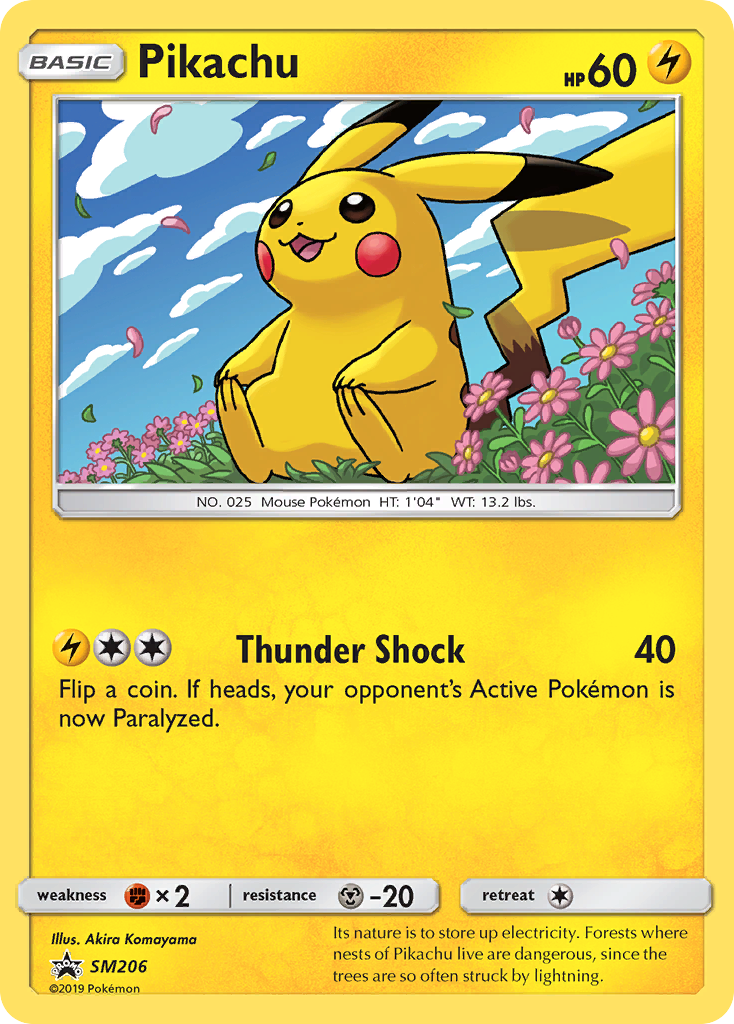 BASIC Pikachu HP60
NO. 025 Mouse Pokémon HT: 1'04" WT: 13.2 lbs.
Thunder Shock 40
Flip a coin. If heads, your opponent's Active Pokémon is
now Paralyzed.
weakness ×2 resistance -20 retreat
Illus. Akira Komayama
PROMO SM206
©2019 Pokémon
Its nature is to store up electricity. Forests where
nests of Pikachu live are dangerous, since the
trees are so often struck by lightning.